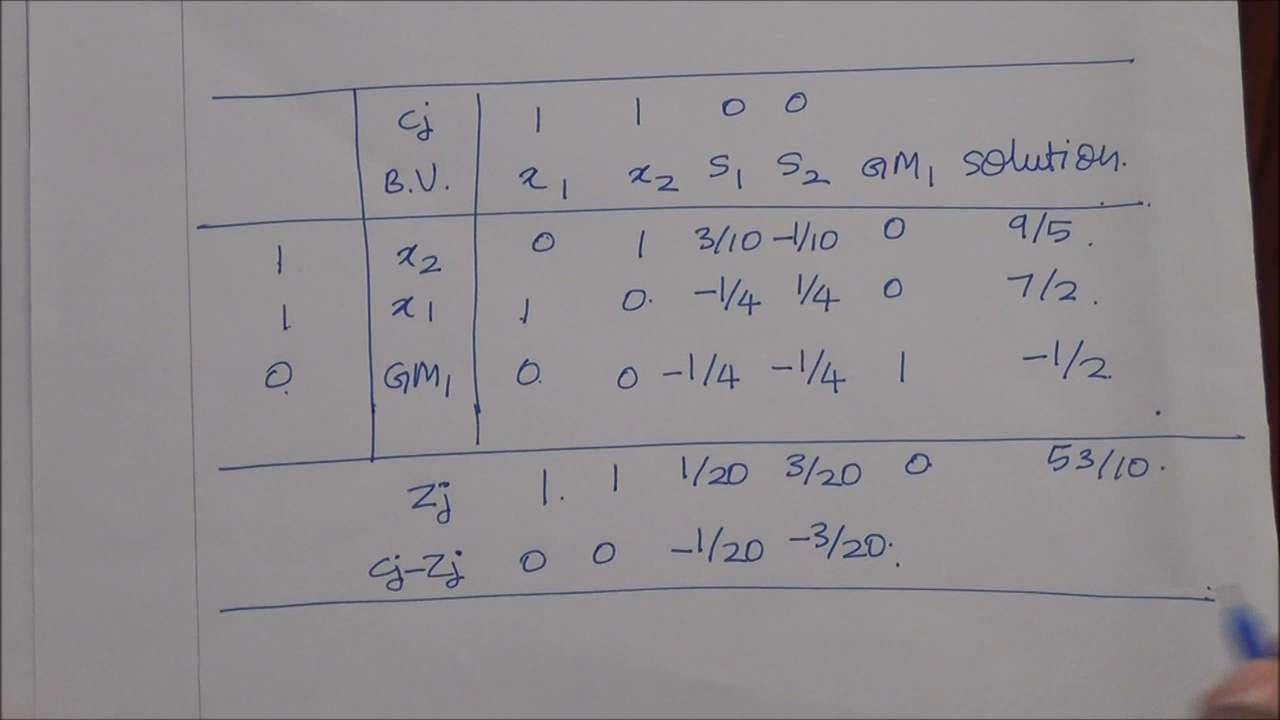 Cj 1 1 0 0
B.V. x1 x2 S1 S2 GM1 solution.
1 x2 0 1 3/10 -1/10 0 9/5.
1 x1 1 0. -1/4 1/4 0 7/2.
0. GM1 0. 0 -1/4 -1/4 1 -1/2
Zj 1. 1 1/20 3/20 0 53/10.
Cj-Zj 0 0 -1/20 -3/20.